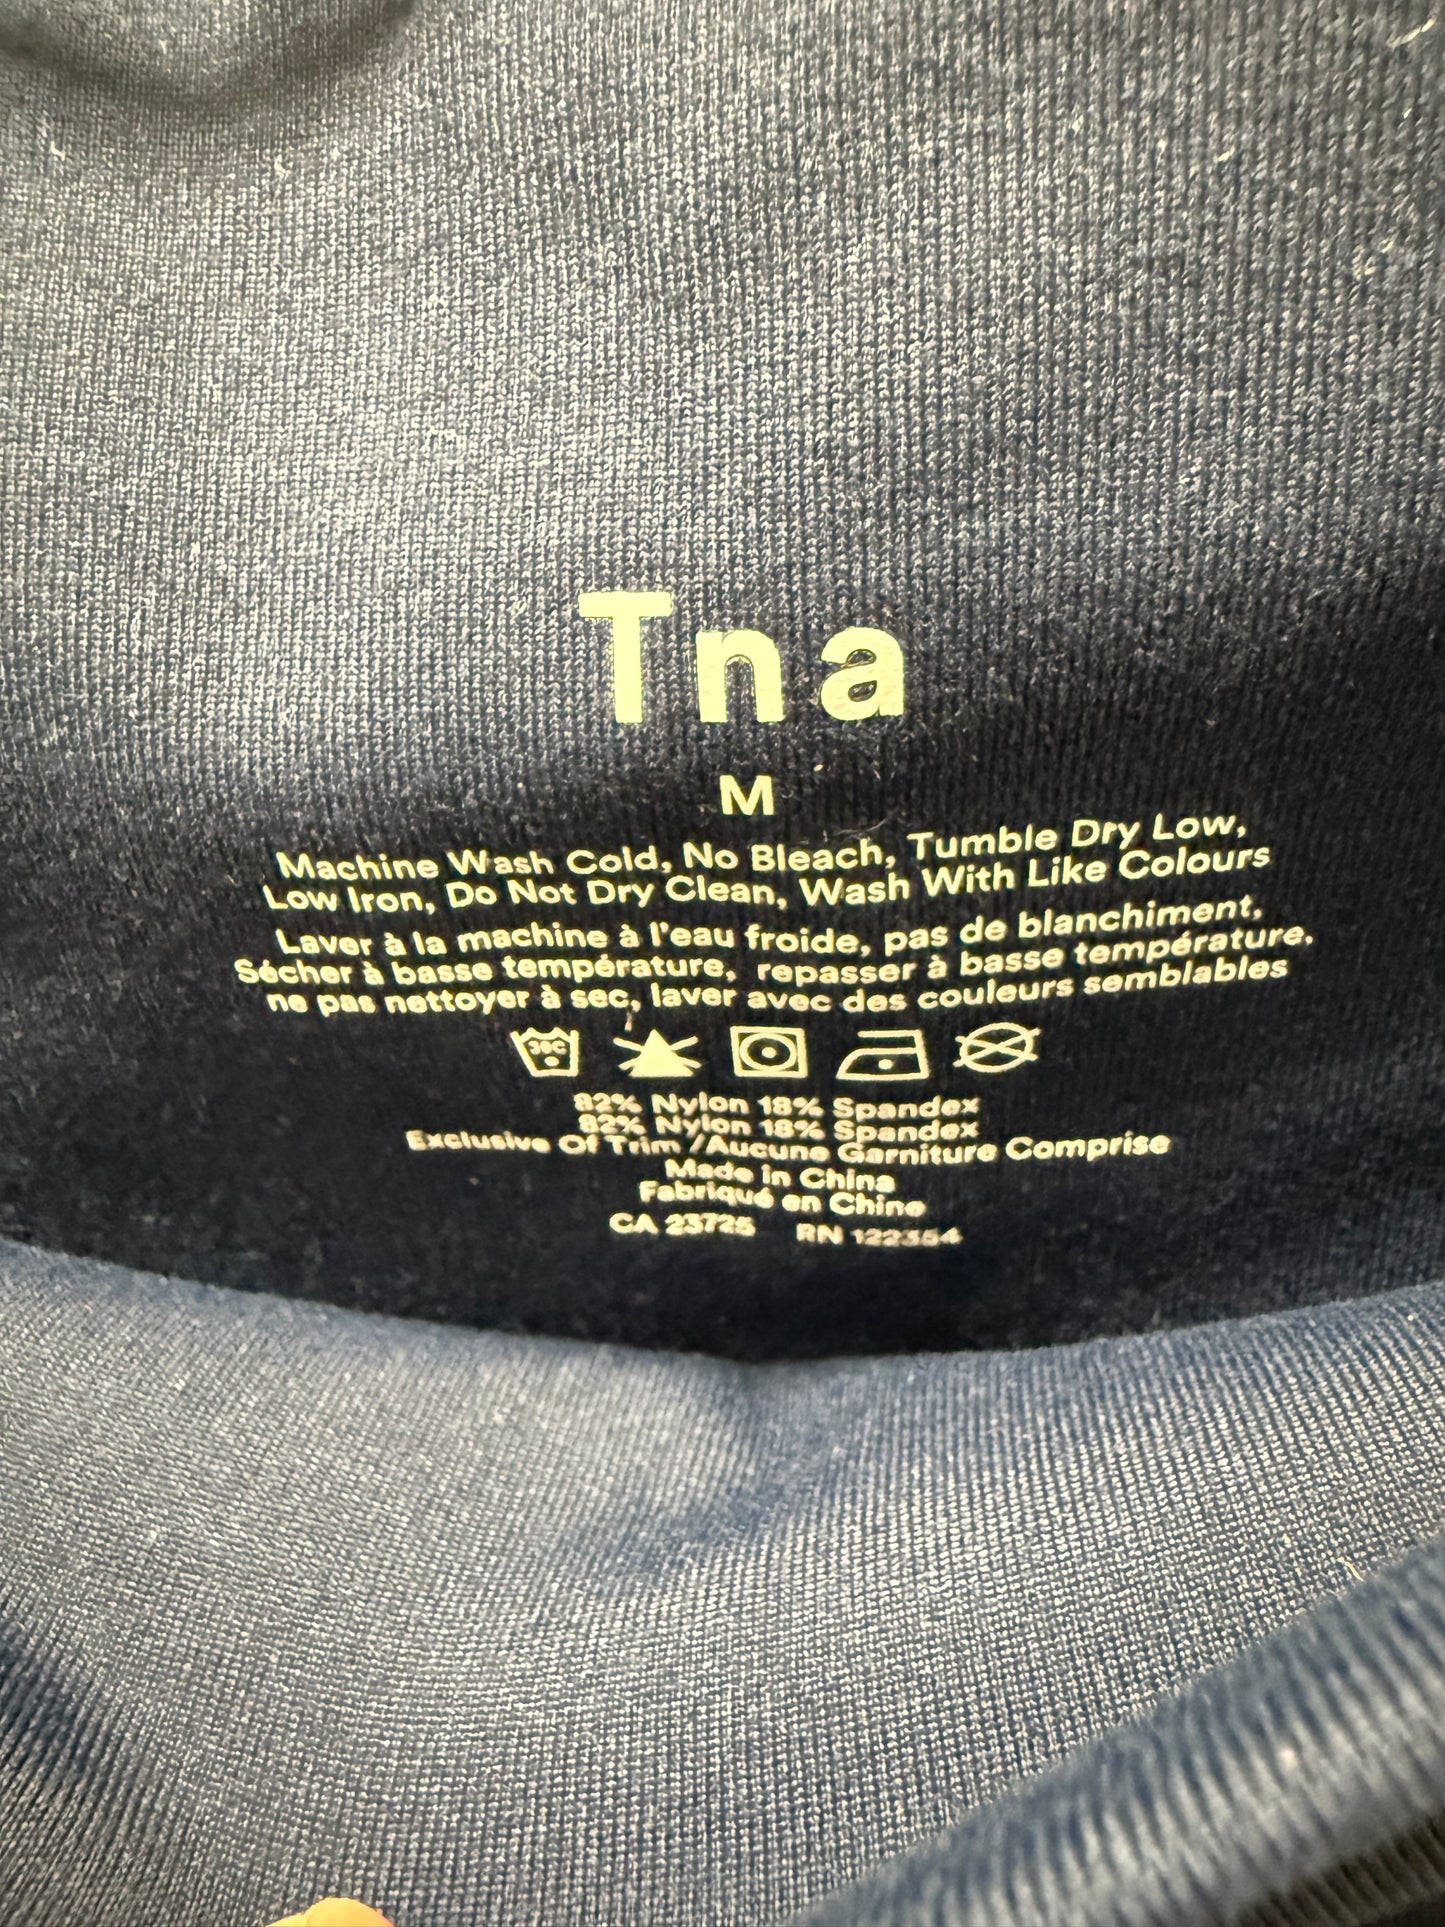 Tna
M
Machine Wash Cold, No Bleach, Tumble Dry Low,
Low Iron, Do Not Dry Clean, Wash With Like Colours
Laver à la machine à l'eau froide, pas de blanchiment,
Sécher à basse température, repasser à basse température,
ne pas nettoyer à sec, laver avec des couleurs semblables
30C
82% Nylon 18% Spandex
82% Nylon 18% Spandex
Exclusive Of Trim /Aucune Garniture Comprise
Made in China
Fabriqué en Chine
CA 23725 RN 122354